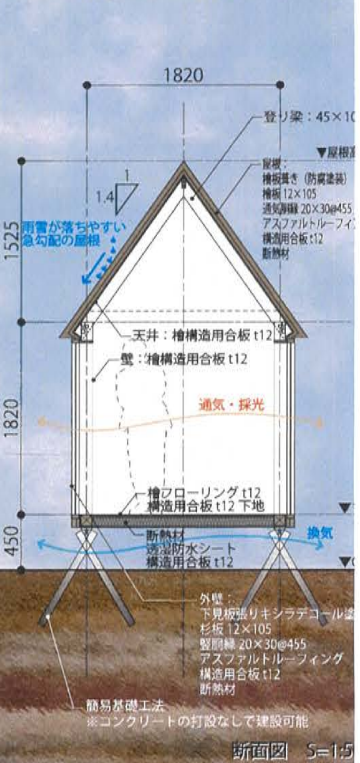 1820
登り梁：45×10
▼屋根高
屋根：
檜板葺き（防腐塗装）
檜板 12×105
通気胴縁 20×30@455
アスファルトルーフィン
構造用合板 t12
断熱材
1
1.4
雨雪が落ちやすい
急勾配の屋根
1525
天井：檜構造用合板 t12
壁：檜構造用合板 t12
1820
通気・採光
檜フローリング t12
構造用合板 t12 下地
断熱材
透湿防水シート
構造用合板 t12
換気
450
外壁：
下見板張りキシラデコール塗
杉板 12×105
竪胴縁 20×30@455
アスファルトルーフィング
構造用合板 t12
断熱材
簡易基礎工法
※コンクリートの打設なしで建設可能
断面図 S=1:5